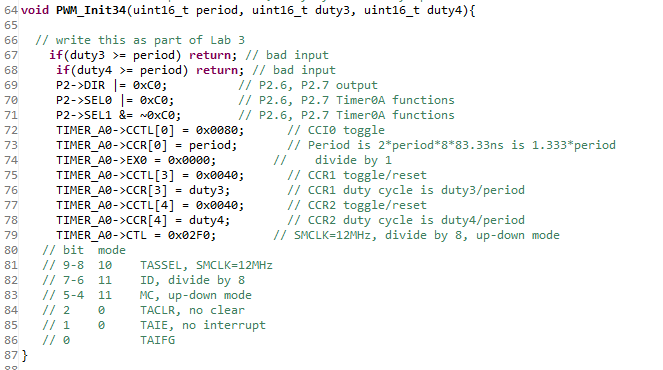 64 void PWM_Init34(uint16_t period, uint16_t duty3, uint16_t duty4){
65
66 // write this as part of Lab 3
67 if(duty3 >= period) return; // bad input
68 if(duty4 >= period) return; // bad input
69 P2->DIR |= 0xC0; // P2.6, P2.7 output
70 P2->SEL0 |= 0xC0; // P2.6, P2.7 Timer0A functions
71 P2->SEL1 &= ~0xC0; // P2.6, P2.7 Timer0A functions
72 TIMER_A0->CCTL[0] = 0x0080; // CCI0 toggle
73 TIMER_A0->CCR[0] = period; // Period is 2*period*8*83.33ns is 1.333*period
74 TIMER_A0->EX0 = 0x0000; // divide by 1
75 TIMER_A0->CCTL[3] = 0x0040; // CCR1 toggle/reset
76 TIMER_A0->CCR[3] = duty3; // CCR1 duty cycle is duty3/period
77 TIMER_A0->CCTL[4] = 0x0040; // CCR2 toggle/reset
78 TIMER_A0->CCR[4] = duty4; // CCR2 duty cycle is duty4/period
79 TIMER_A0->CTL = 0x02F0; // SMCLK=12MHz, divide by 8, up-down mode
80 // bit mode
81 // 9-8 10 TASSEL, SMCLK=12MHz
82 // 7-6 11 ID, divide by 8
83 // 5-4 11 MC, up-down mode
84 // 2 0 TACLR, no clear
85 // 1 0 TAIE, no interrupt
86 // 0 TAIFG
87 }